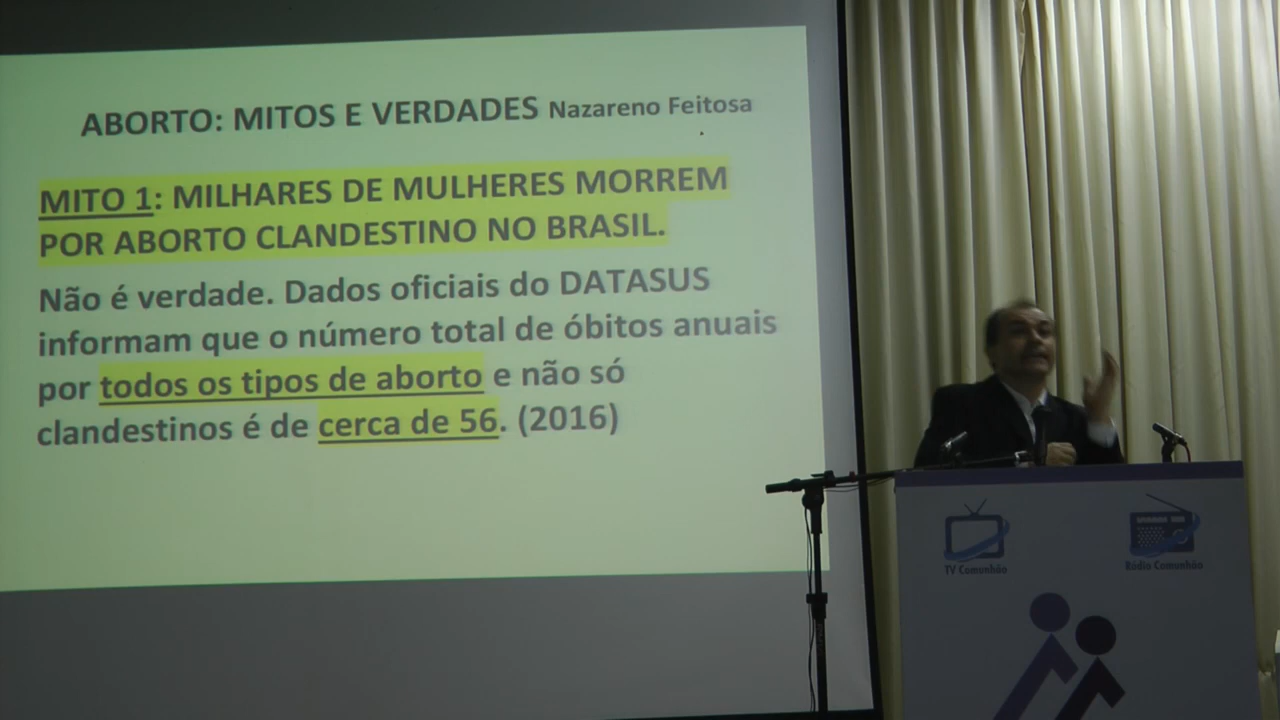 ABORTO: MITOS E VERDADES Nazareno Feitosa
MITO 1: MILHARES DE MULHERES MORREM
POR ABORTO CLANDESTINO NO BRASIL.
Não é verdade. Dados oficiais do DATASUS
informam que o número total de óbitos anuais
por todos os tipos de aborto e não só
clandestinos é de cerca de 56. (2016)
TV Comunhão
Rádio Comunhão